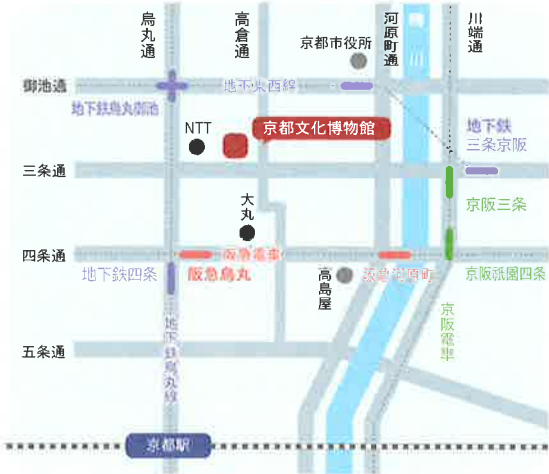 烏丸通
高倉通
河原町通
鴨川
川端通
京都市役所
御池通
地下東西線
地下鉄烏丸御池
NTT
京都文化博物館
地下鉄
三条京阪
三条通
京阪三条
大丸
四条通
阪急電車
地下鉄四条
阪急烏丸
高島屋
阪急河原町
京阪祇園四条
地下鉄烏丸線
京阪電車
五条通
京都駅